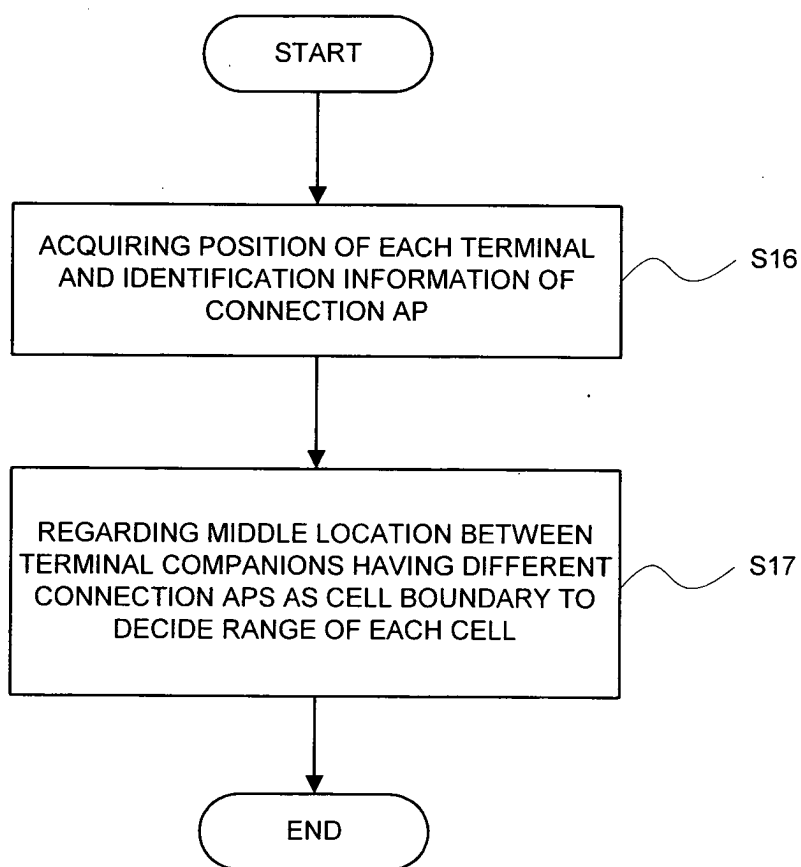 START
ACQUIRING POSITION OF EACH TERMINAL
AND IDENTIFICATION INFORMATION OF
CONNECTION AP
S16
REGARDING MIDDLE LOCATION BETWEEN
TERMINAL COMPANIONS HAVING DIFFERENT
CONNECTION APS AS CELL BOUNDARY TO
DECIDE RANGE OF EACH CELL
S17
END